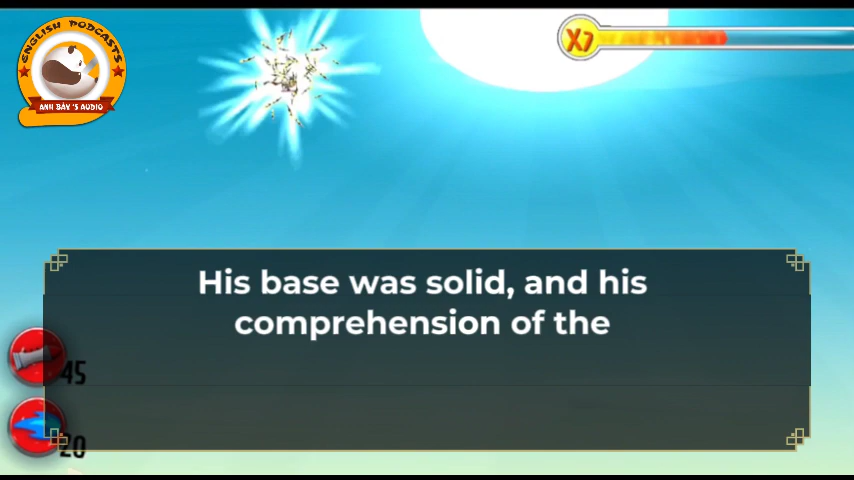 ENGLISH PODCASTS
ANH BẢY 'S AUDIO
X7
His base was solid, and his
comprehension of the
45
20